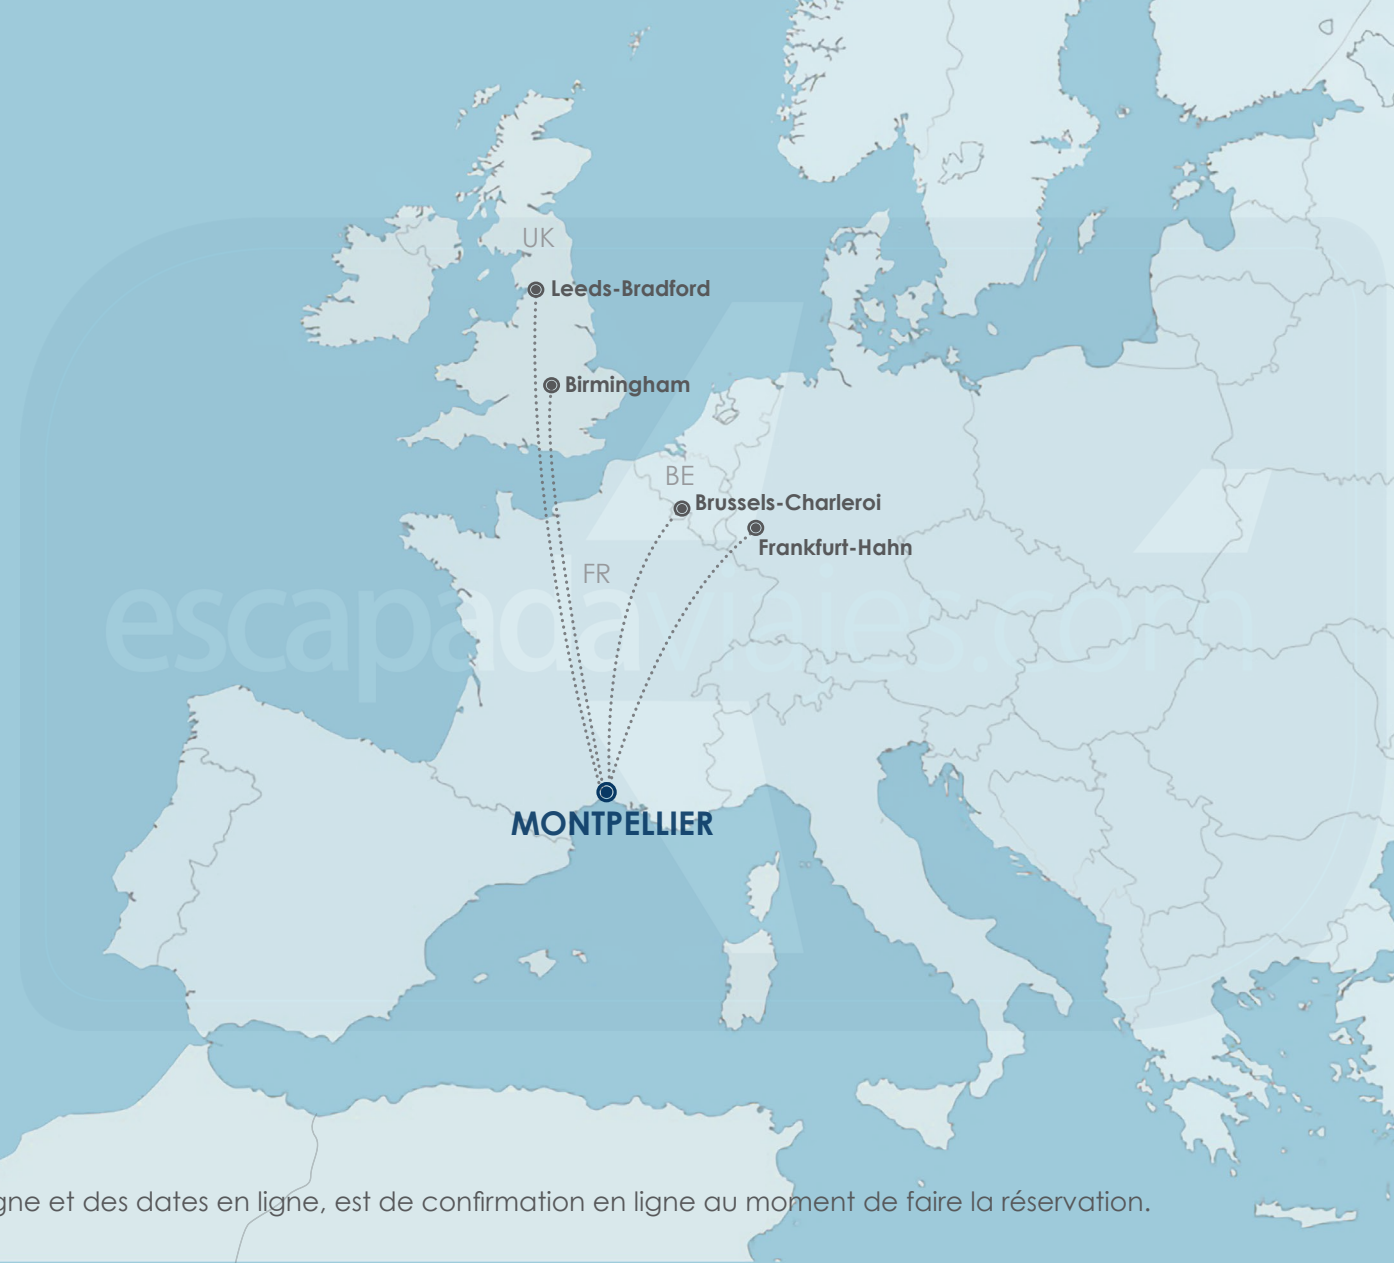 UK
Leeds-Bradford
Birmingham
BE
Brussels-Charleroi
Frankfurt-Hahn
FR
escapadaviajes.com
MONTPELLIER
et des dates en ligne, est de confirmation en ligne au moment de faire la réservation.